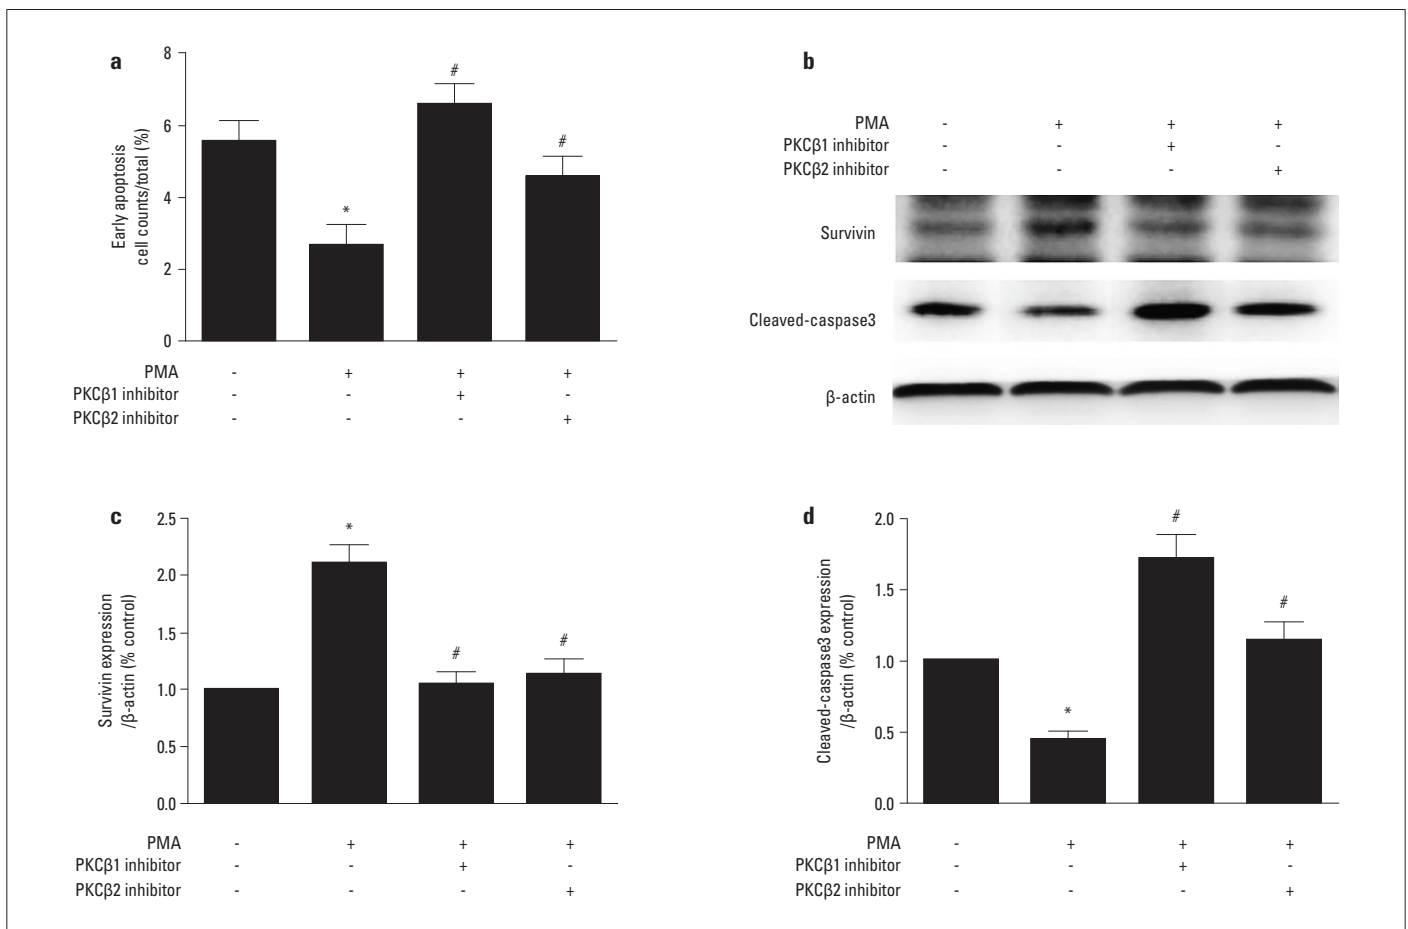 a
8
6
4
2
0
Early apoptosis
cell counts/total (%)
*
#
#
PMA - + + +
PKCβ1 inhibitor - - + -
PKCβ2 inhibitor - - - +
b
PMA - + + +
PKCβ1 inhibitor - - + -
PKCβ2 inhibitor - - - +
Survivin
Cleaved-caspase3
β-actin
c
2.5
2.0
1.5
1.0
0.5
0.0
Survivin expression
/β-actin (% control)
*
#
#
PMA - + + +
PKCβ1 inhibitor - - + -
PKCβ2 inhibitor - - - +
d
2.0
1.5
1.0
0.5
0.0
Cleaved-caspase3 expression
/β-actin (% control)
*
#
#
PMA - + + +
PKCβ1 inhibitor - - + -
PKCβ2 inhibitor - - - +